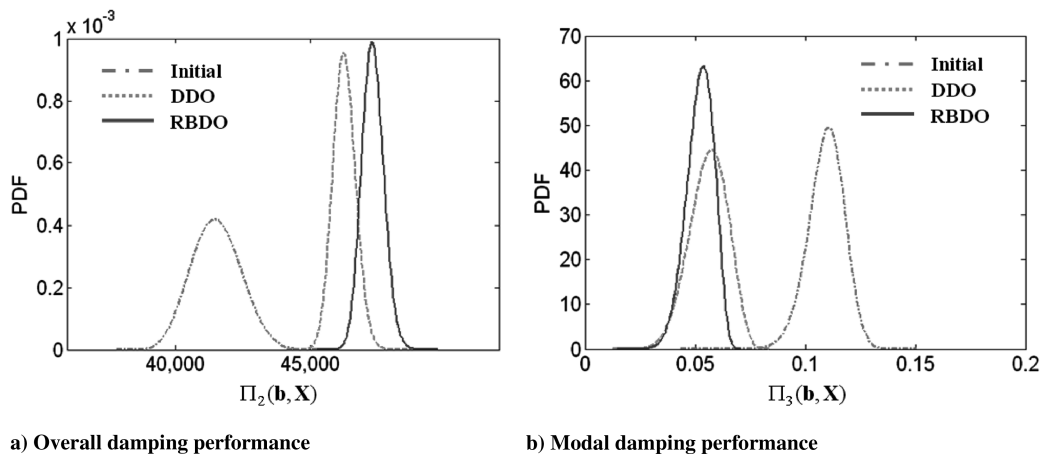 x 10⁻³
1
0.8
0.6
0.4
0.2
0
PDF
Initial
DDO
RBDO
40,000 45,000
Π₂(b, X)
a) Overall damping performance
70
60
50
40
30
20
10
0
PDF
Initial
DDO
RBDO
0 0.05 0.1 0.15 0.2
Π₃(b, X)
b) Modal damping performance